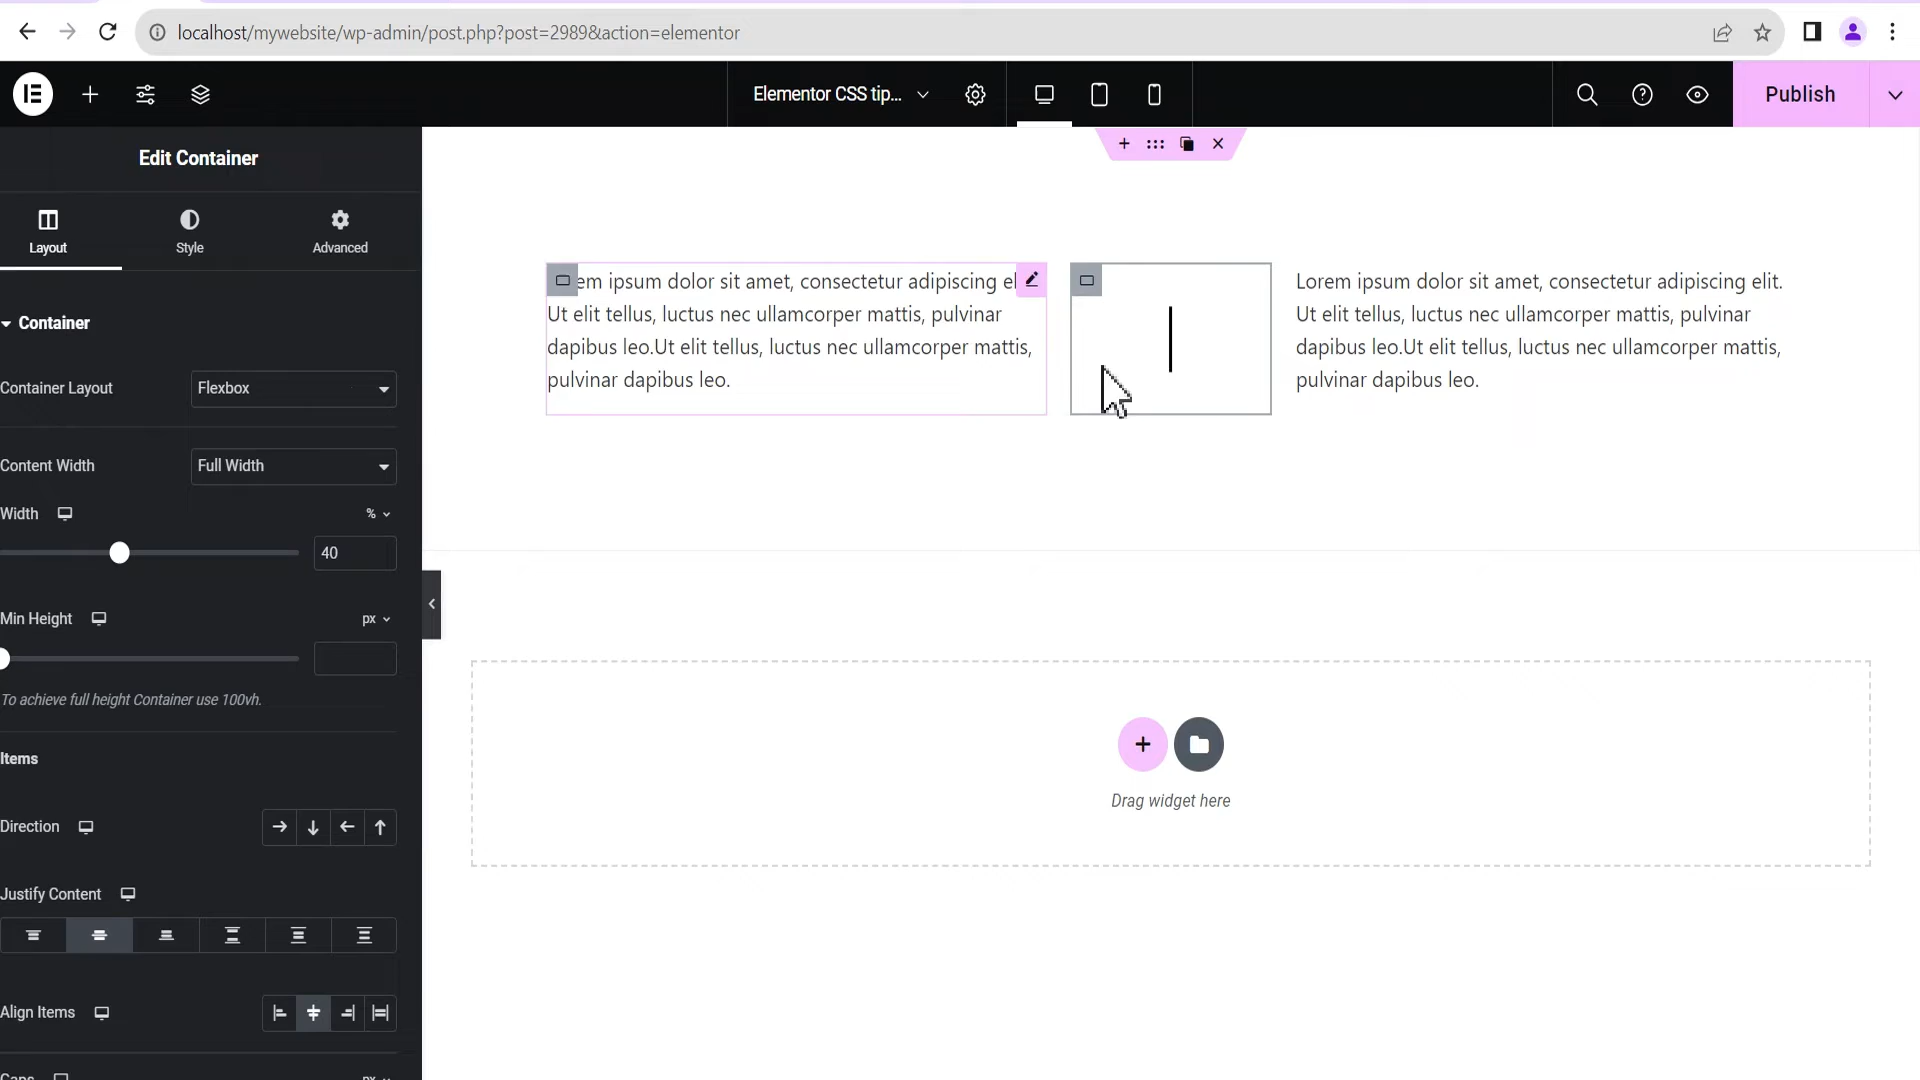 localhost/mywebsite/wp-admin/post.php?post=2989&action=elementor
Elementor CSS tip...
Publish
Edit Container
Layout
Style
Advanced
Container
Container Layout
Flexbox
Content Width
Full Width
Width
%
40
Min Height
px
To achieve full height Container use 100vh.
Items
Direction
Justify Content
Align Items
px
em ipsum dolor sit amet, consectetur adipiscing el
Ut elit tellus, luctus nec ullamcorper mattis, pulvinar
dapibus leo.Ut elit tellus, luctus nec ullamcorper mattis,
pulvinar dapibus leo.
Lorem ipsum dolor sit amet, consectetur adipiscing elit.
Ut elit tellus, luctus nec ullamcorper mattis, pulvinar
dapibus leo.Ut elit tellus, luctus nec ullamcorper mattis,
pulvinar dapibus leo.
Drag widget here